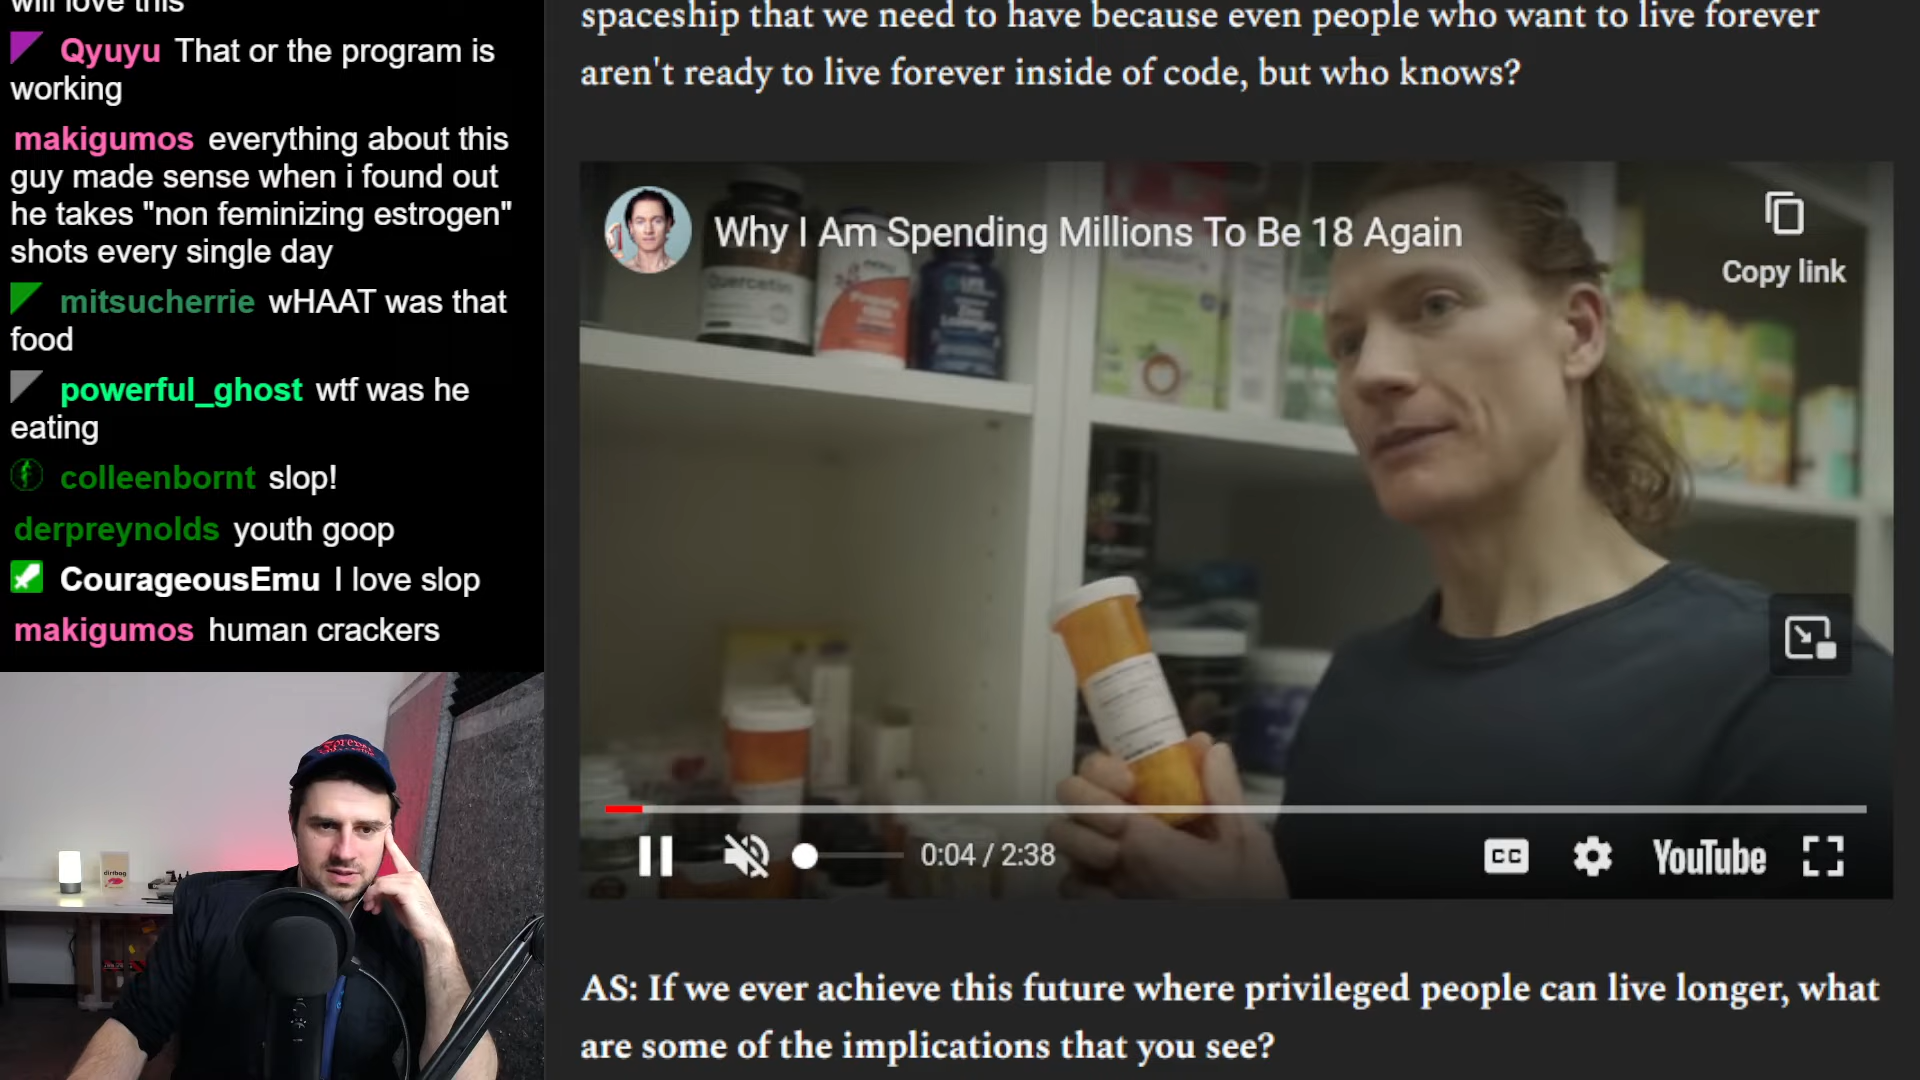 will love this
Qyuyu That or the program is
working
makigumos everything about this
guy made sense when i found out
he takes "non feminizing estrogen"
shots every single day
mitsucherrie wHAAT was that
food
powerful_ghost wtf was he
eating
colleenbornt slop!
derpreynolds youth goop
CourageousEmu I love slop
makigumos human crackers
spaceship that we need to have because even people who want to live forever
aren't ready to live forever inside of code, but who knows?
Why I Am Spending Millions To Be 18 Again
Copy link
Quercetin
0:04 / 2:38
CC
YouTube
AS: If we ever achieve this future where privileged people can live longer, what
are some of the implications that you see?